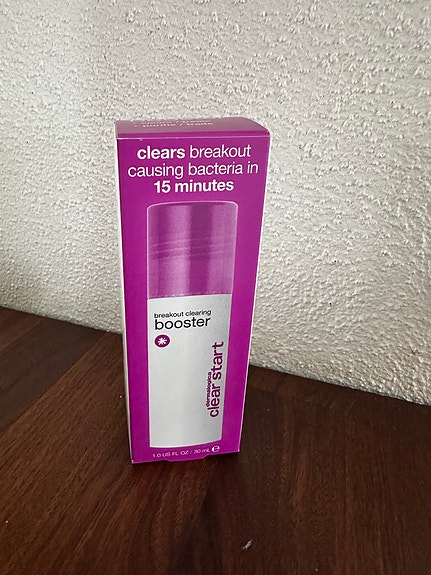 clears breakout
causing bacteria in
15 minutes
breakout clearing
booster
dermalogica
clear start
1.0 US FL OZ / 30 mL e